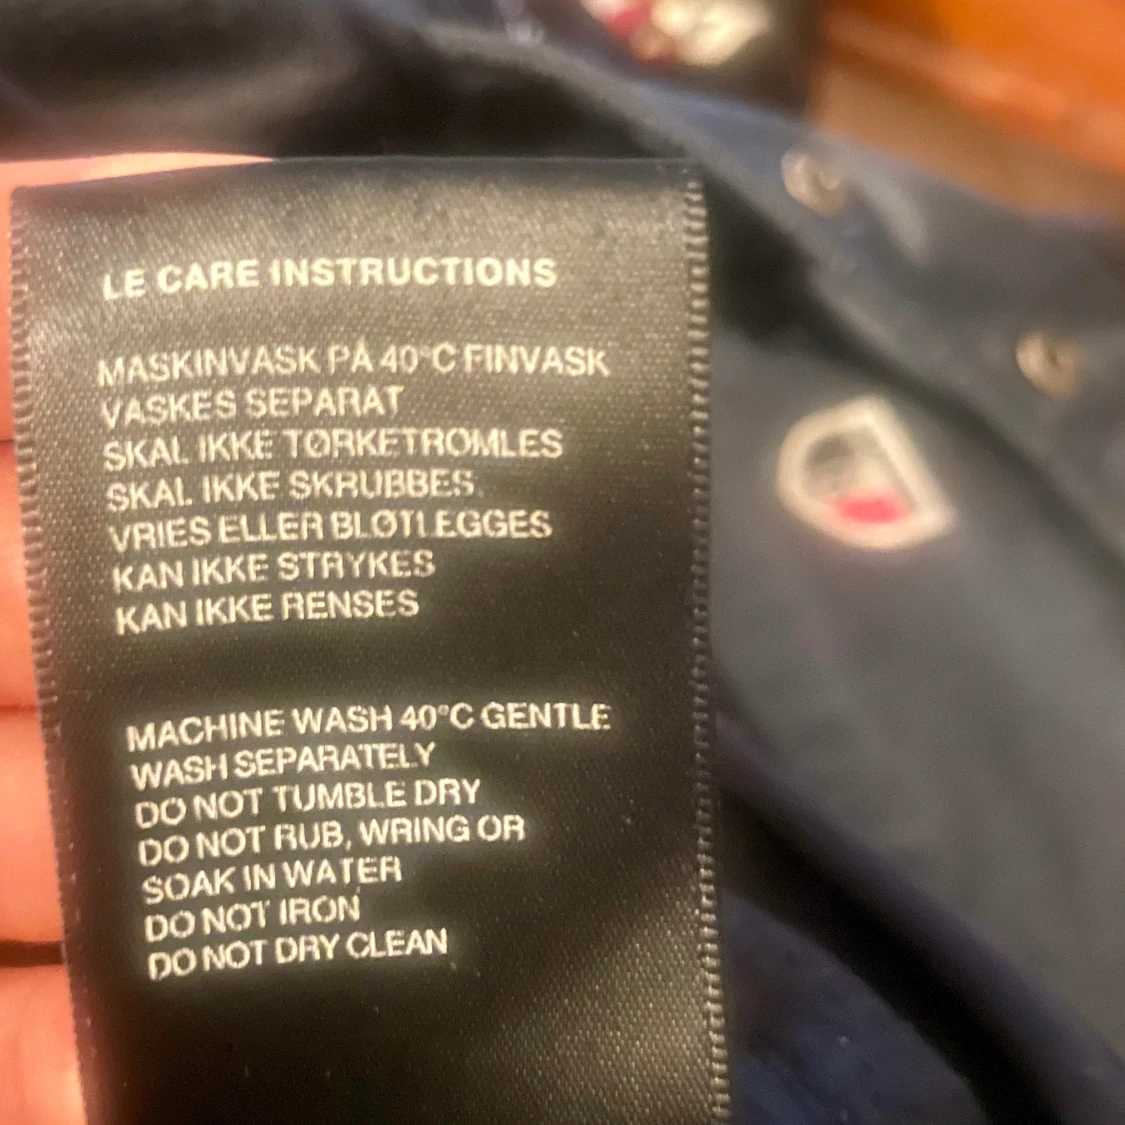 LE CARE INSTRUCTIONS
MASKINVASK PÅ 40°C FINVASK
VASKES SEPARAT
SKAL IKKE TØRKETROMLES
SKAL IKKE SKRUBBES,
VRIES ELLER BLØTLEGGES
KAN IKKE STRYKES
KAN IKKE RENSES
MACHINE WASH 40°C GENTLE
WASH SEPARATELY
DO NOT TUMBLE DRY
DO NOT RUB, WRING OR
SOAK IN WATER
DO NOT IRON
DO NOT DRY CLEAN